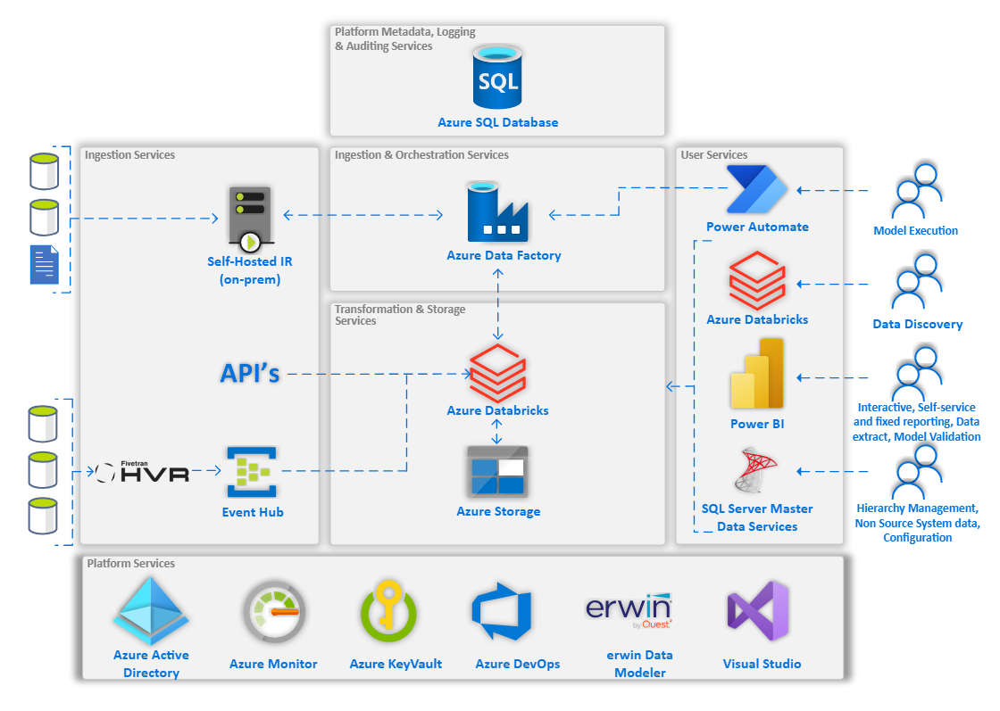 Platform Metadata, Logging
& Auditing Services
SQL
Azure SQL Database
Ingestion Services
Self-Hosted IR
(on-prem)
API's
Fivetran
HVR
Event Hub
Ingestion & Orchestration Services
Azure Data Factory
Transformation & Storage
Services
Azure Databricks
Azure Storage
User Services
Power Automate
Azure Databricks
Power BI
SQL Server Master
Data Services
Model Execution
Data Discovery
Interactive, Self-service
and fixed reporting, Data
extract, Model Validation
Hierarchy Management,
Non Source System data,
Configuration
Platform Services
Azure Active
Directory
Azure Monitor
Azure KeyVault
Azure DevOps
erwin
by Quest
erwin Data
Modeler
Visual Studio